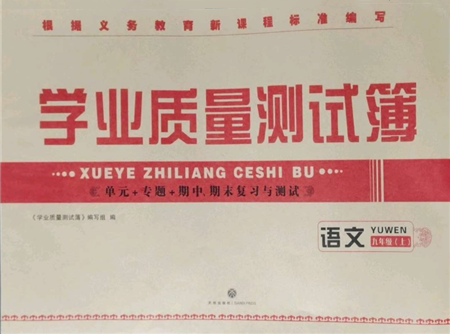 根据义务教育新课程标准编写
学业质量测试簿
XUEYE ZHILIANG CESHI BU
单元+专题+期中、期末复习与测试
《学业质量测试簿》编写组 编
语文 YUWEN
九年级(上)